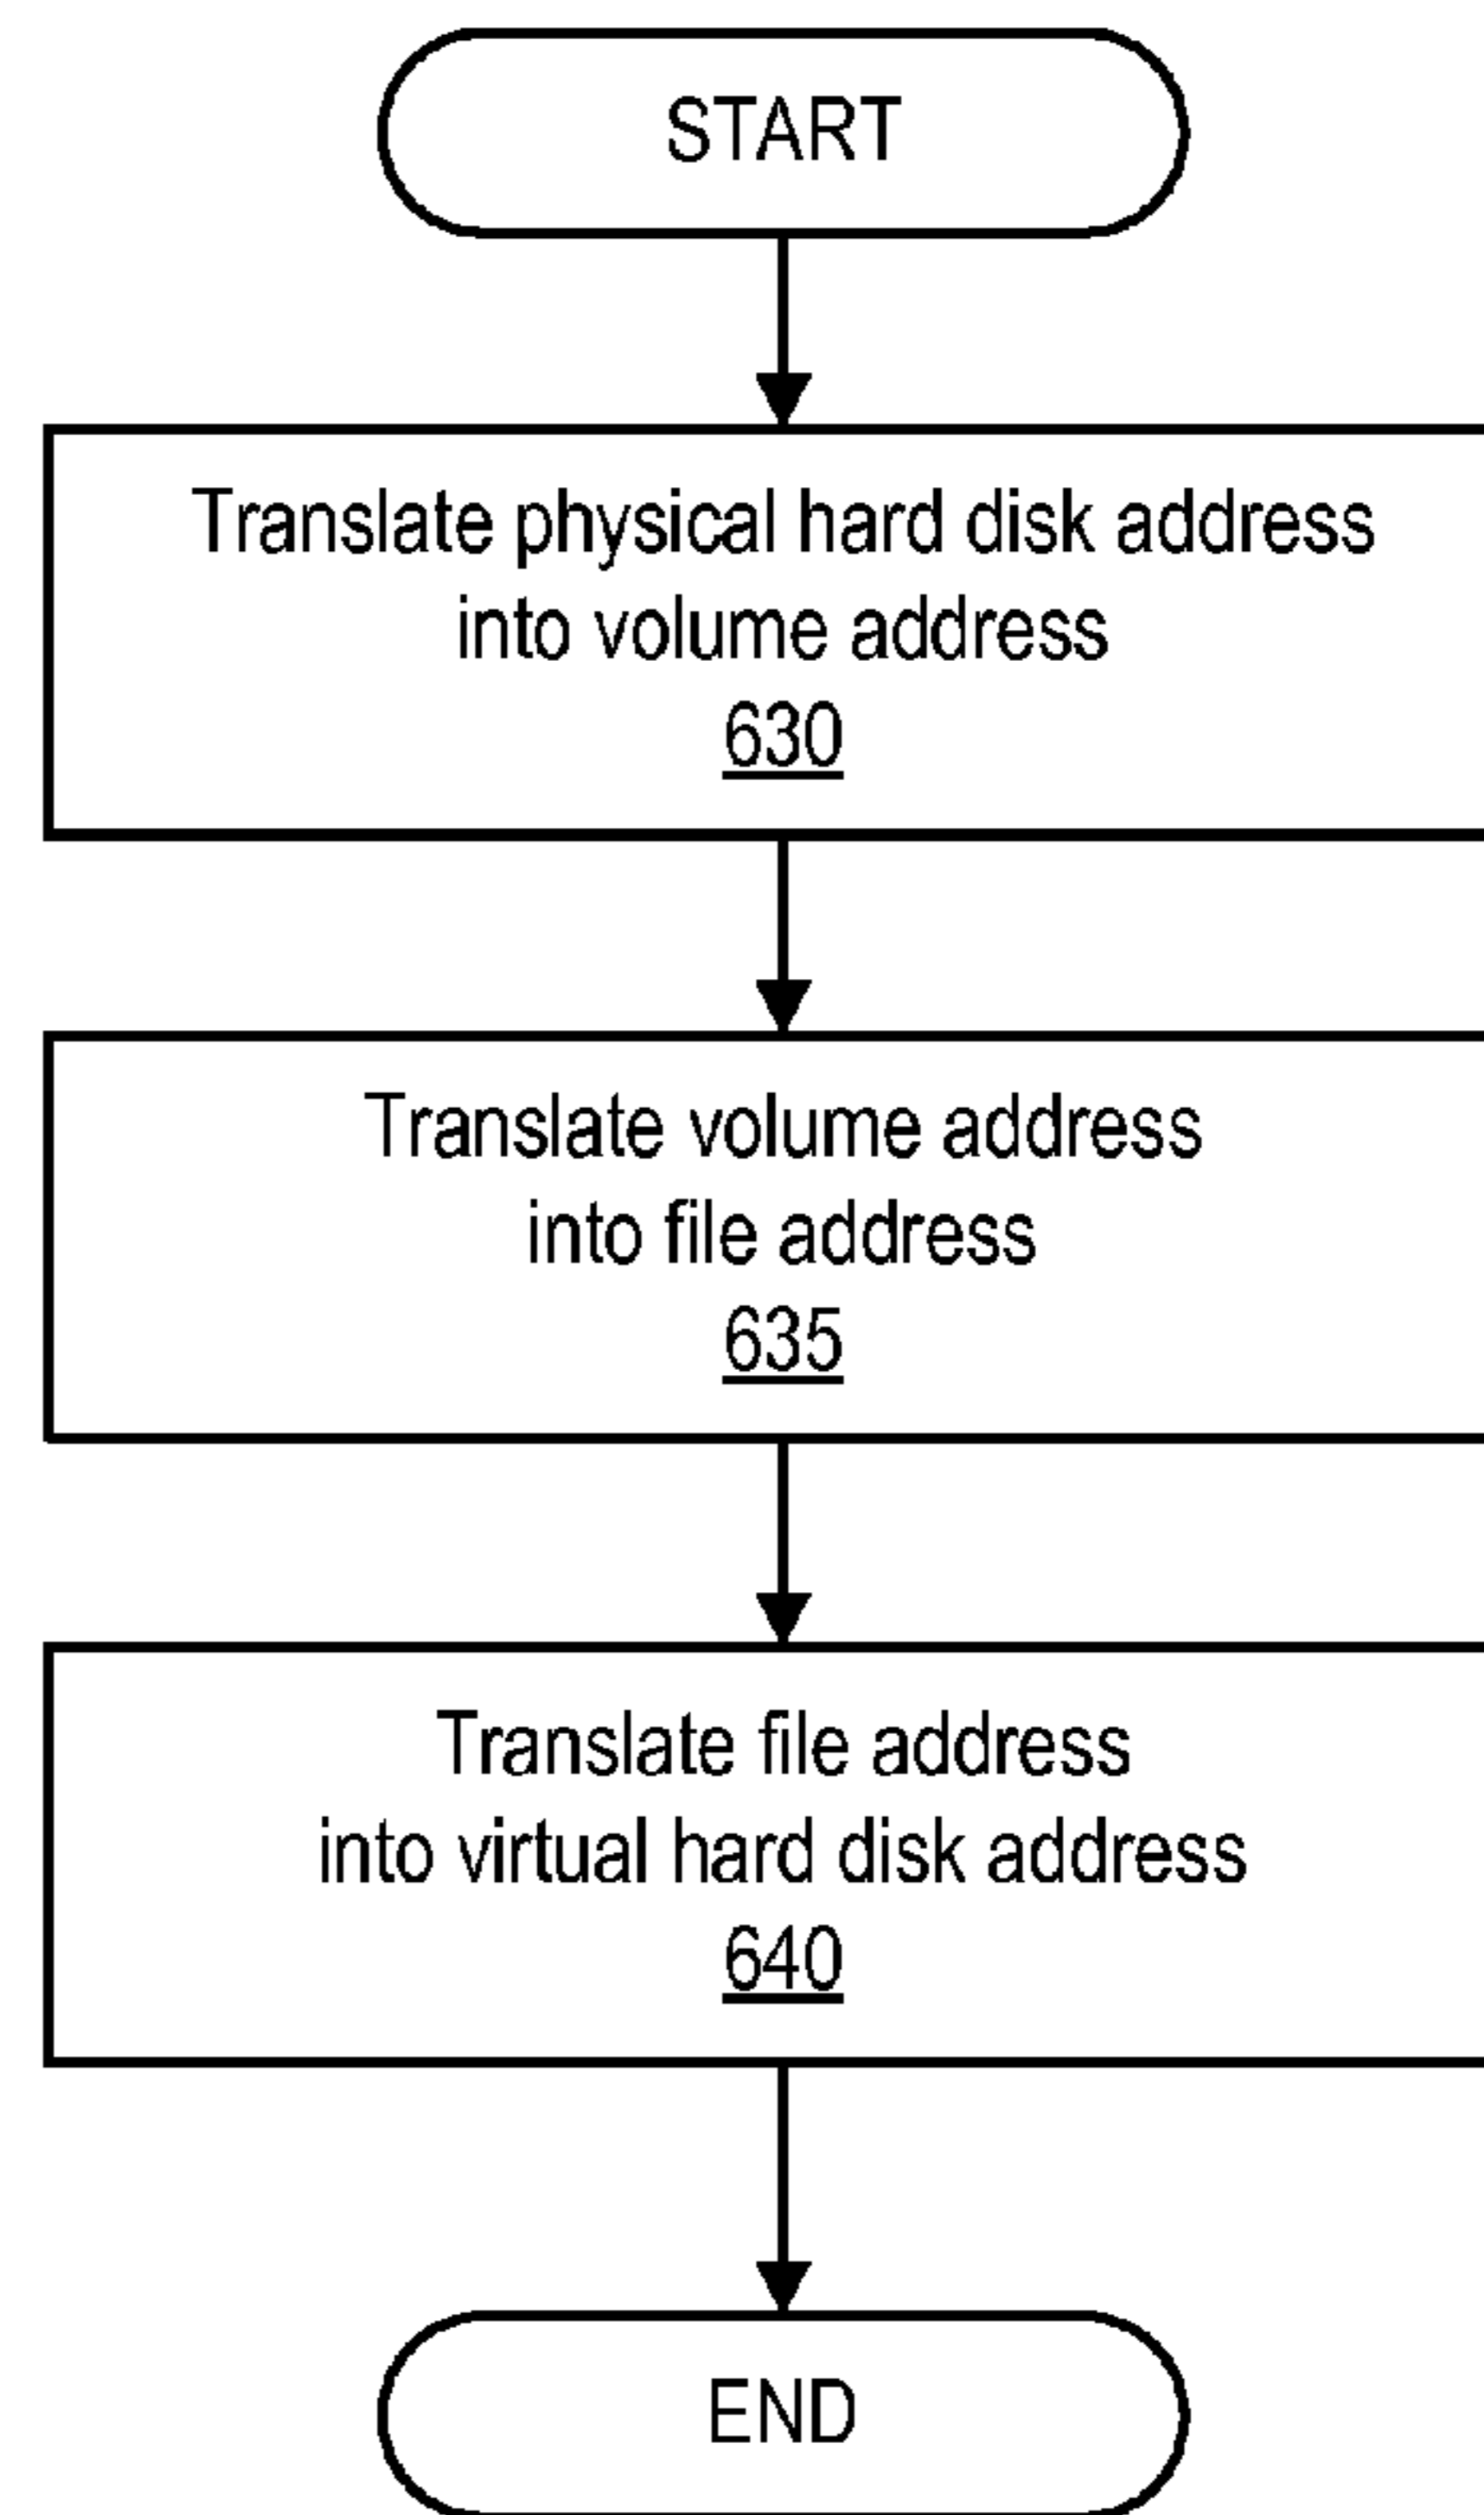 START
Translate physical hard disk address
into volume address
630
Translate volume address
into file address
635
Translate file address
into virtual hard disk address
640
END